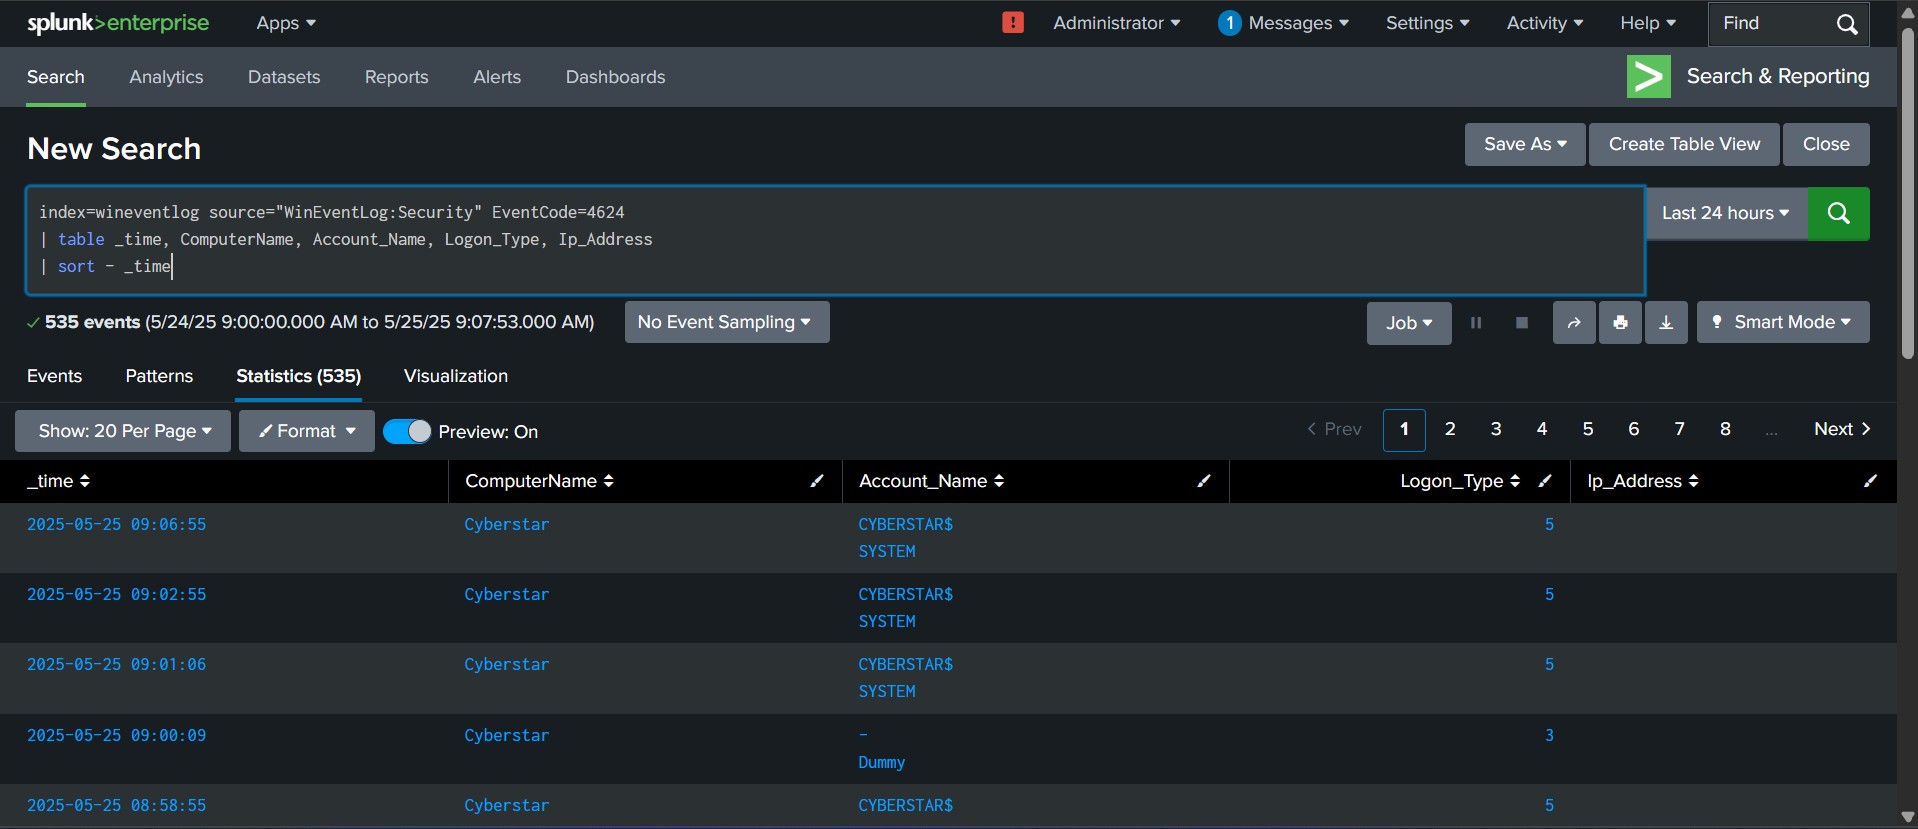 splunk>enterprise Apps ! Administrator 1 Messages Settings Activity Help Find
Search Analytics Datasets Reports Alerts Dashboards > Search & Reporting
New Search Save As Create Table View Close
index=wineventlog source="WinEventLog:Security" EventCode=4624 Last 24 hours
| table _time, ComputerName, Account_Name, Logon_Type, Ip_Address
| sort - _time
✓ 535 events (5/24/25 9:00:00.000 AM to 5/25/25 9:07:53.000 AM) No Event Sampling Job Smart Mode
Events Patterns Statistics (535) Visualization
Show: 20 Per Page Format Preview: On < Prev 1 2 3 4 5 6 7 8 ... Next >
_time ComputerName Account_Name Logon_Type Ip_Address
2025-05-25 09:06:55 Cyberstar CYBERSTAR$ 5
SYSTEM
2025-05-25 09:02:55 Cyberstar CYBERSTAR$ 5
SYSTEM
2025-05-25 09:01:06 Cyberstar CYBERSTAR$ 5
SYSTEM
2025-05-25 09:00:09 Cyberstar - 3
Dummy
2025-05-25 08:58:55 Cyberstar CYBERSTAR$ 5